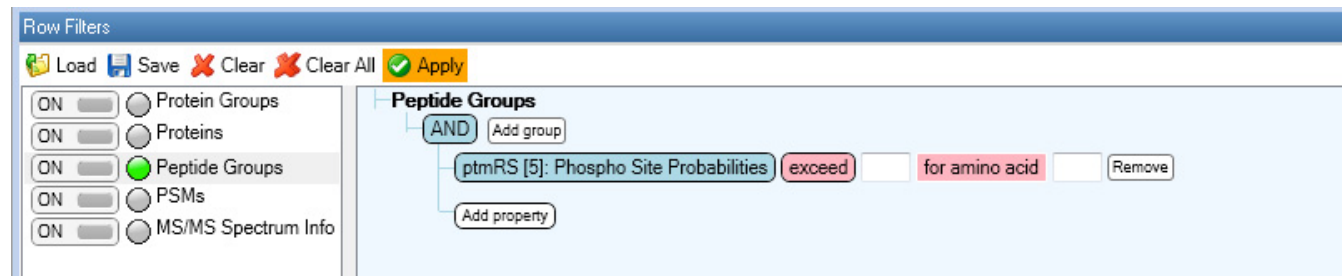 Row Filters
Load Save Clear Clear All Apply
ON Protein Groups
ON Proteins
ON Peptide Groups
ON PSMs
ON MS/MS Spectrum Info
Peptide Groups
AND Add group
ptmRS [5]: Phospho Site Probabilities exceed for amino acid Remove
Add property